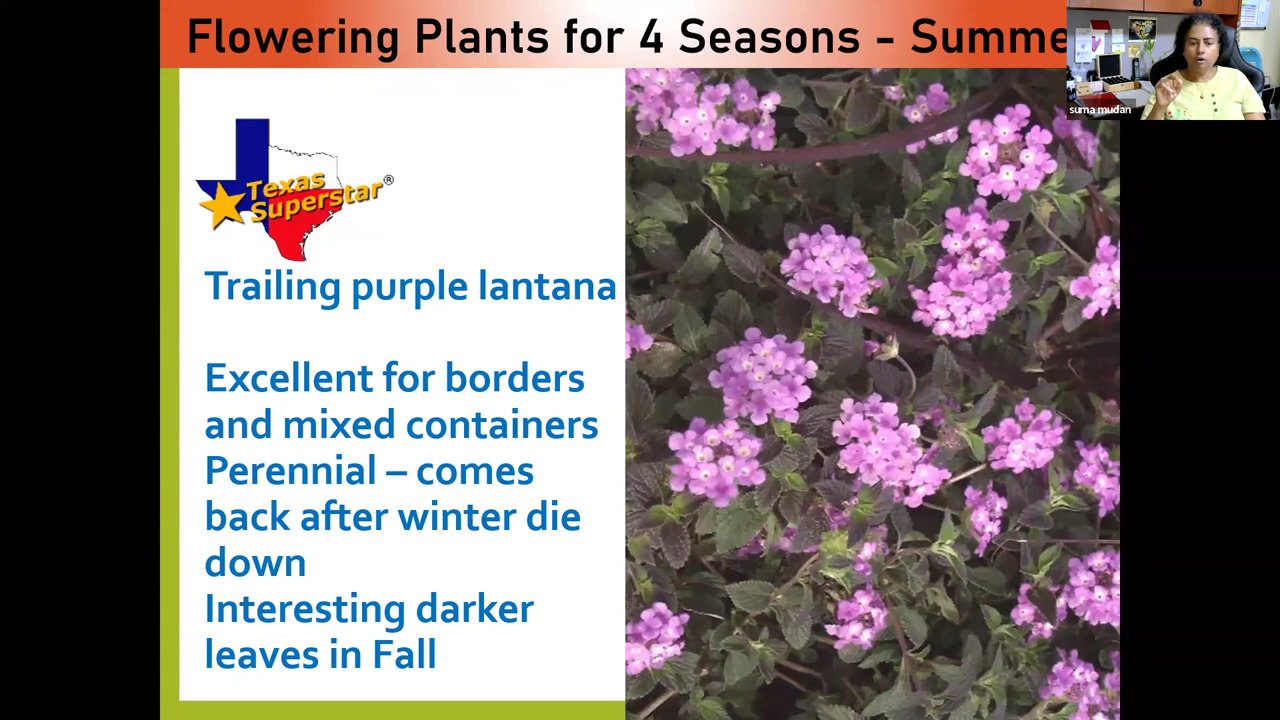 Flowering Plants for 4 Seasons - Summe
suma mudan
Texas
Superstar®
Trailing purple lantana
Excellent for borders
and mixed containers
Perennial – comes
back after winter die
down
Interesting darker
leaves in Fall